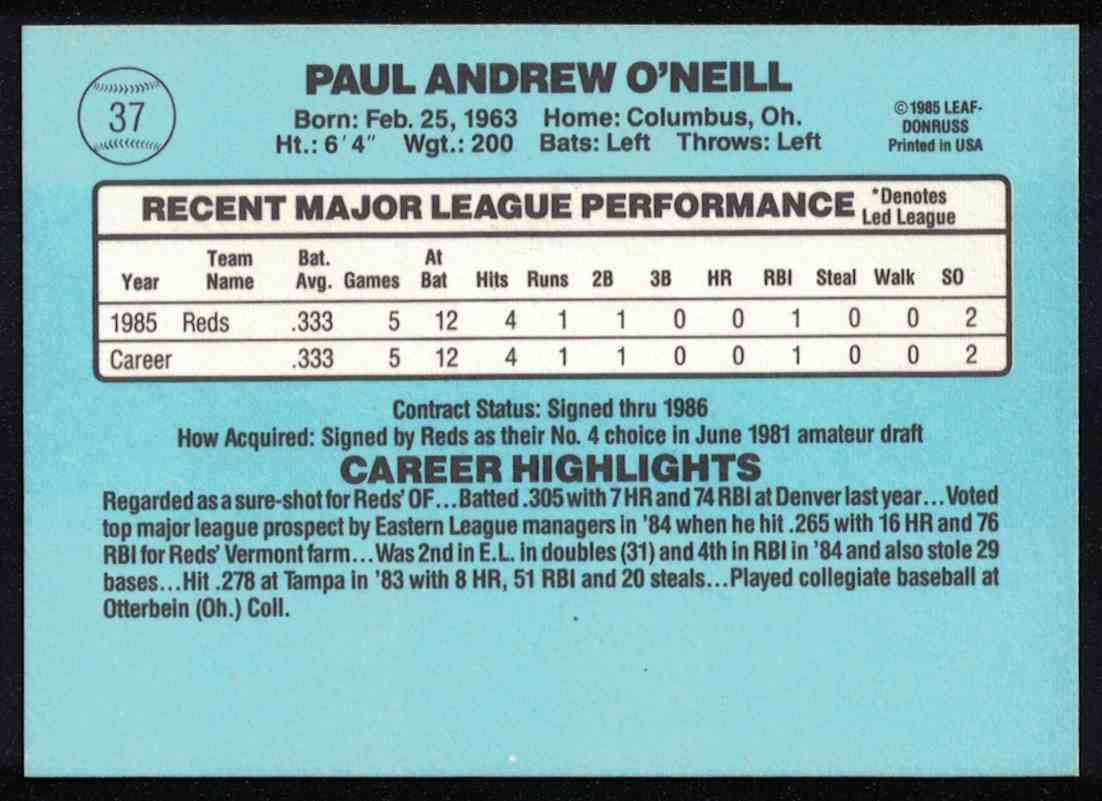 37
PAUL ANDREW O'NEILL
Born: Feb. 25, 1963 Home: Columbus, Oh.
Ht.: 6'4" Wgt.: 200 Bats: Left Throws: Left
©1985 LEAF-
DONRUSS
Printed in USA
RECENT MAJOR LEAGUE PERFORMANCE *Denotes
Led League
Team Bat. At
Year Name Avg. Games Bat Hits Runs 2B 3B HR RBI Steal Walk SO
1985 Reds .333 5 12 4 1 1 0 0 1 0 0 2
Career .333 5 12 4 1 1 0 0 1 0 0 2
Contract Status: Signed thru 1986
How Acquired: Signed by Reds as their No. 4 choice in June 1981 amateur draft
CAREER HIGHLIGHTS
Regarded as a sure-shot for Reds' OF...Batted .305 with 7 HR and 74 RBI at Denver last year...Voted
top major league prospect by Eastern League managers in '84 when he hit .265 with 16 HR and 76
RBI for Reds' Vermont farm...Was 2nd in E.L. in doubles (31) and 4th in RBI in '84 and also stole 29
bases...Hit .278 at Tampa in '83 with 8 HR, 51 RBI and 20 steals...Played collegiate baseball at
Otterbein (Oh.) Coll.